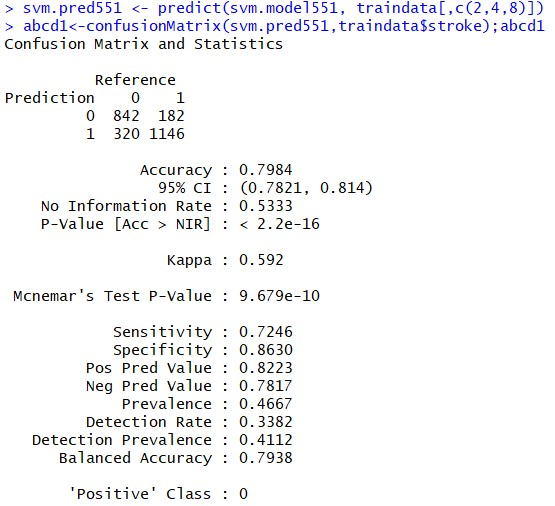 > svm.pred551 <- predict(svm.model551, traindata[,c(2,4,8)])
> abcd1<-confusionMatrix(svm.pred551,traindata$stroke);abcd1
Confusion Matrix and Statistics
Reference
Prediction 0 1
0 842 182
1 320 1146
Accuracy : 0.7984
95% CI : (0.7821, 0.814)
No Information Rate : 0.5333
P-Value [Acc > NIR] : < 2.2e-16
Kappa : 0.592
Mcnemar's Test P-Value : 9.679e-10
Sensitivity : 0.7246
Specificity : 0.8630
Pos Pred Value : 0.8223
Neg Pred Value : 0.7817
Prevalence : 0.4667
Detection Rate : 0.3382
Detection Prevalence : 0.4112
Balanced Accuracy : 0.7938
'Positive' Class : 0